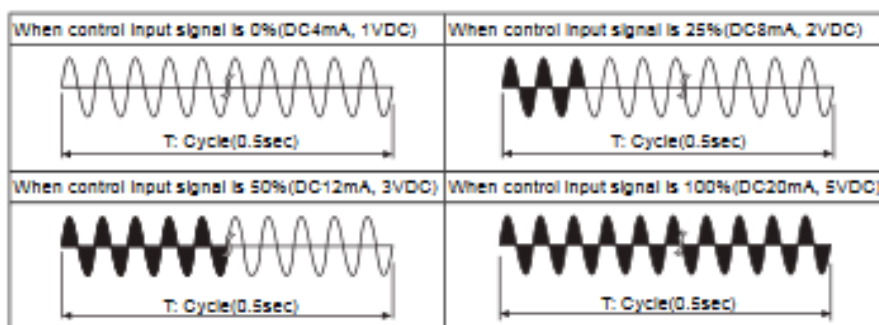 When control input signal is 0%(DC4mA, 1VDC)
When control input signal is 25%(DC8mA, 2VDC)
T: Cycle(0.5sec)
T: Cycle(0.5sec)
When control input signal is 50%(DC12mA, 3VDC)
When control input signal is 100%(DC20mA, 5VDC)
T: Cycle(0.5sec)
T: Cycle(0.5sec)